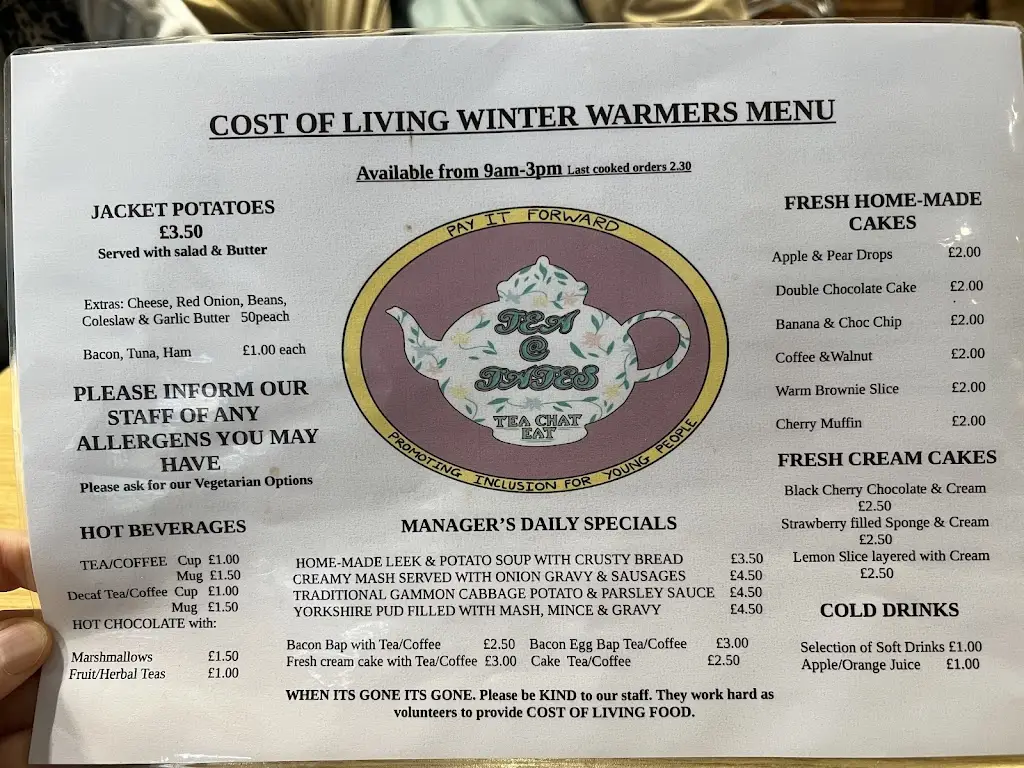 COST OF LIVING WINTER WARMERS MENU
Available from 9am-3pm Last cooked orders 2.30
JACKET POTATOES
£3.50
Served with salad & Butter
Extras: Cheese, Red Onion, Beans,
Coleslaw & Garlic Butter 50peach
Bacon, Tuna, Ham £1.00 each
PLEASE INFORM OUR
STAFF OF ANY
ALLERGENS YOU MAY
HAVE
Please ask for our Vegetarian Options
HOT BEVERAGES
TEA/COFFEE Cup £1.00
Mug £1.50
Decaf Tea/Coffee Cup £1.00
Mug £1.50
HOT CHOCOLATE with:
Marshmallows £1.50
Fruit/Herbal Teas £1.00
PAY IT FORWARD
TEA
@
TATES
TEA CHAT
EAT
PROMOTING INCLUSION FOR YOUNG PEOPLE
MANAGER'S DAILY SPECIALS
HOME-MADE LEEK & POTATO SOUP WITH CRUSTY BREAD £3.50
CREAMY MASH SERVED WITH ONION GRAVY & SAUSAGES £4.50
TRADITIONAL GAMMON CABBAGE POTATO & PARSLEY SAUCE £4.50
YORKSHIRE PUD FILLED WITH MASH, MINCE & GRAVY £4.50
Bacon Bap with Tea/Coffee £2.50 Bacon Egg Bap Tea/Coffee £3.00
Fresh cream cake with Tea/Coffee £3.00 Cake Tea/Coffee £2.50
WHEN ITS GONE ITS GONE. Please be KIND to our staff. They work hard as
volunteers to provide COST OF LIVING FOOD.
FRESH HOME-MADE
CAKES
Apple & Pear Drops £2.00
Double Chocolate Cake £2.00
Banana & Choc Chip £2.00
Coffee &Walnut £2.00
Warm Brownie Slice £2.00
Cherry Muffin £2.00
FRESH CREAM CAKES
Black Cherry Chocolate & Cream
£2.50
Strawberry filled Sponge & Cream
£2.50
Lemon Slice layered with Cream
£2.50
COLD DRINKS
Selection of Soft Drinks £1.00
Apple/Orange Juice £1.00